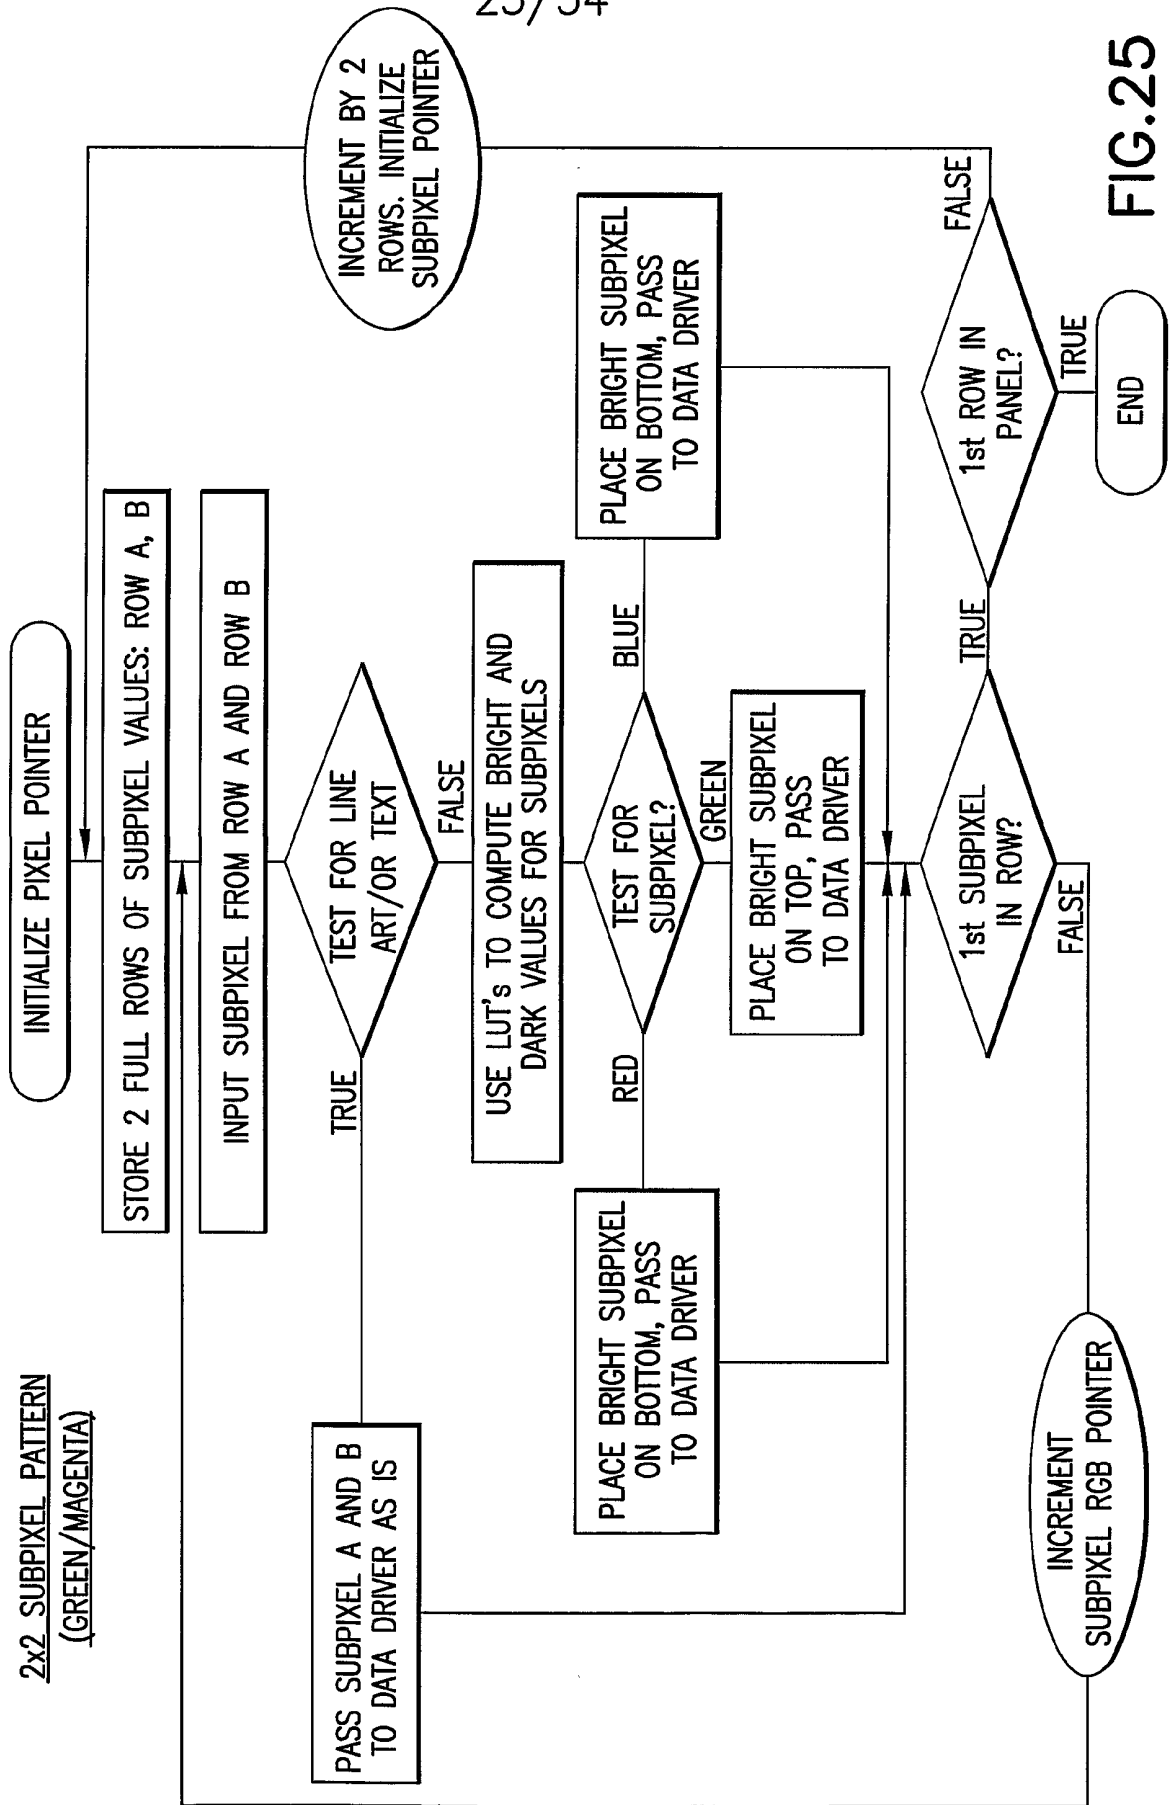 23/34
2x2 SUBPIXEL PATTERN
(GREEN/MAGENTA)
INITIALIZE PIXEL POINTER
STORE 2 FULL ROWS OF SUBPIXEL VALUES: ROW A, B
INPUT SUBPIXEL FROM ROW A AND ROW B
TEST FOR LINE
ART/OR TEXT
TRUE
FALSE
PASS SUBPIXEL A AND B
TO DATA DRIVER AS IS
USE LUT's TO COMPUTE BRIGHT AND
DARK VALUES FOR SUBPIXELS
TEST FOR
SUBPIXEL?
RED
GREEN
BLUE
PLACE BRIGHT SUBPIXEL
ON BOTTOM, PASS
TO DATA DRIVER
PLACE BRIGHT SUBPIXEL
ON TOP, PASS
TO DATA DRIVER
PLACE BRIGHT SUBPIXEL
ON BOTTOM, PASS
TO DATA DRIVER
1st SUBPIXEL
IN ROW?
FALSE
TRUE
INCREMENT
SUBPIXEL RGB POINTER
1st ROW IN
PANEL?
FALSE
TRUE
INCREMENT BY 2
ROWS. INITIALIZE
SUBPIXEL POINTER
END
FIG.25